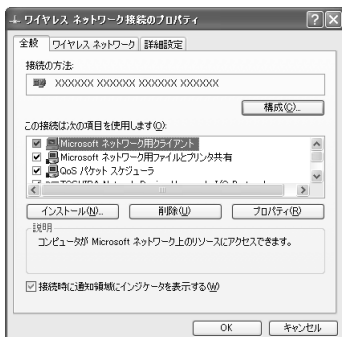 ワイヤレス ネットワーク接続のプロパティ
全般 ワイヤレス ネットワーク 詳細設定
接続の方法:
XXXXXX XXXXXX XXXXXX XXXXXX
構成(C)...
この接続は次の項目を使用します(O):
Microsoft ネットワーク用クライアント
Microsoft ネットワーク用ファイルとプリンタ共有
QoS パケット スケジューラ
インストール(N)... 削除(U) プロパティ(R)
説明
コンピュータが Microsoft ネットワーク上のリソースにアクセスできます。
接続時に通知領域にインジケータを表示する(W)
OK キャンセル